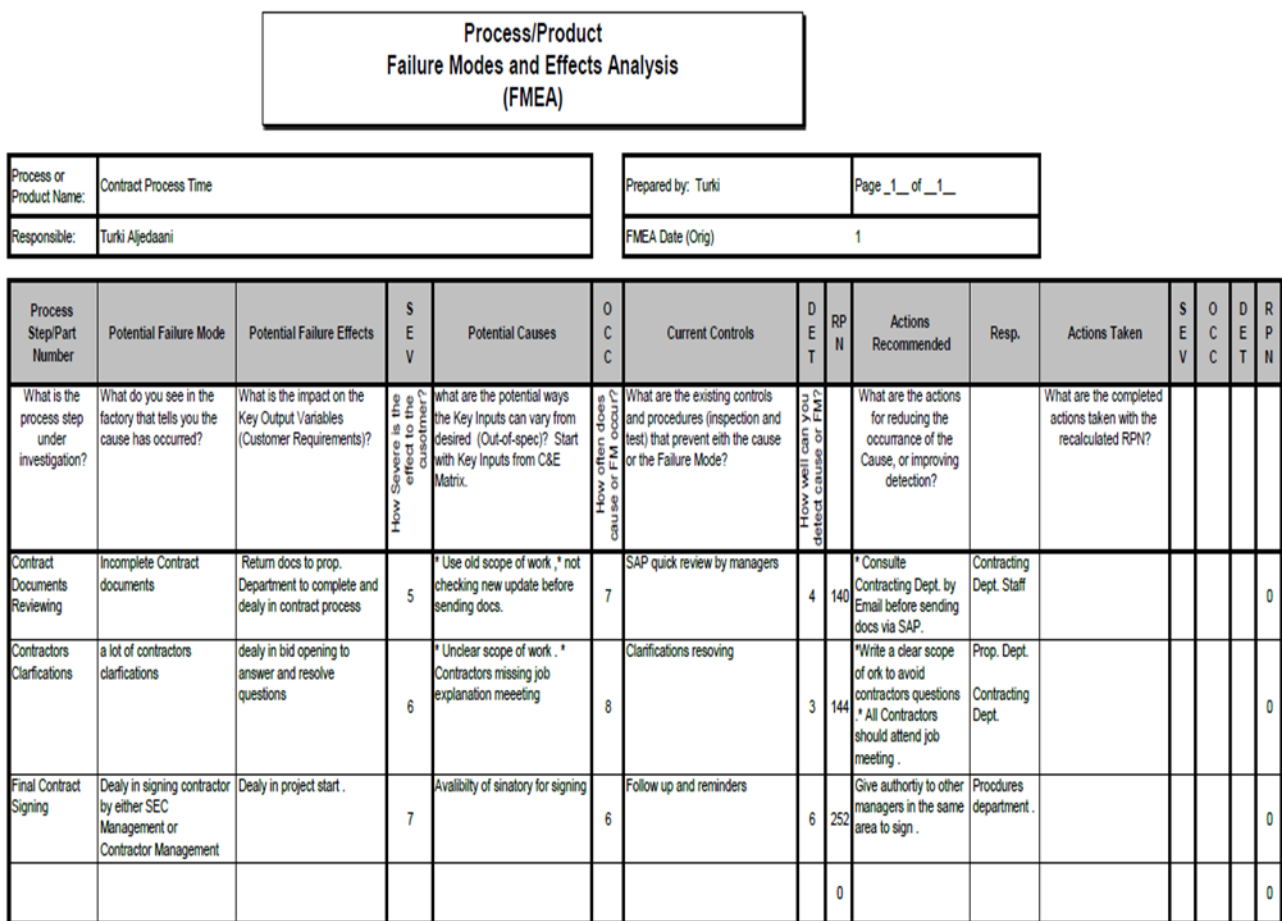 Process/Product
Failure Modes and Effects Analysis
(FMEA)
Process or
Product Name:
Contract Process Time
Prepared by: Turki
Page _1__ of __1__
Responsible:
Turki Aljedaani
FMEA Date (Orig)
1
Process
Step/Part
Number
Potential Failure Mode
Potential Failure Effects
S
E
V
Potential Causes
O
C
C
Current Controls
D
E
T
RP
N
Actions
Recommended
Resp.
Actions Taken
S
E
V
O
C
C
D
E
T
R
P
N
What is the
process step
under
investigation?
What do you see in the
factory that tells you the
cause has occurred?
What is the impact on the
Key Output Variables
(Customer Requirements)?
How Severe is the
effect to the
cusotmer?
what are the potential ways
the Key Inputs can vary from
desired (Out-of-spec)? Start
with Key Inputs from C&E
Matrix.
How often does
cause or FM occur?
What are the existing controls
and procedures (inspection and
test) that prevent eith the cause
or the Failure Mode?
How well can you
detect cause or FM?
What are the actions
for reducing the
occurrance of the
Cause, or improving
detection?
What are the completed
actions taken with the
recalculated RPN?
Contract
Documents
Reviewing
Incomplete Contract
documents
Return docs to prop.
Department to complete and
dealy in contract process
5
* Use old scope of work ,* not
checking new update before
sending docs.
7
SAP quick review by managers
4
140
* Consulte
Contracting Dept. by
Email before sending
docs via SAP.
Contracting
Dept. Staff
0
Contractors
Clarfications
a lot of contractors
clarfications
dealy in bid opening to
answer and resolve
questions
6
* Unclear scope of work . *
Contractors missing job
explanation meeeting
8
Clarifications resoving
3
144
*Write a clear scope
of ork to avoid
contractors questions
.* All Contractors
should attend job
meeting .
Prop. Dept.
Contracting
Dept.
0
Final Contract
Signing
Dealy in signing contractor
by either SEC
Management or
Contractor Management
Dealy in project start .
7
Avalibilty of sinatory for signing
6
Follow up and reminders
6
252
Give authortiy to other
managers in the same
area to sign .
Procdures
department .
0
0
0